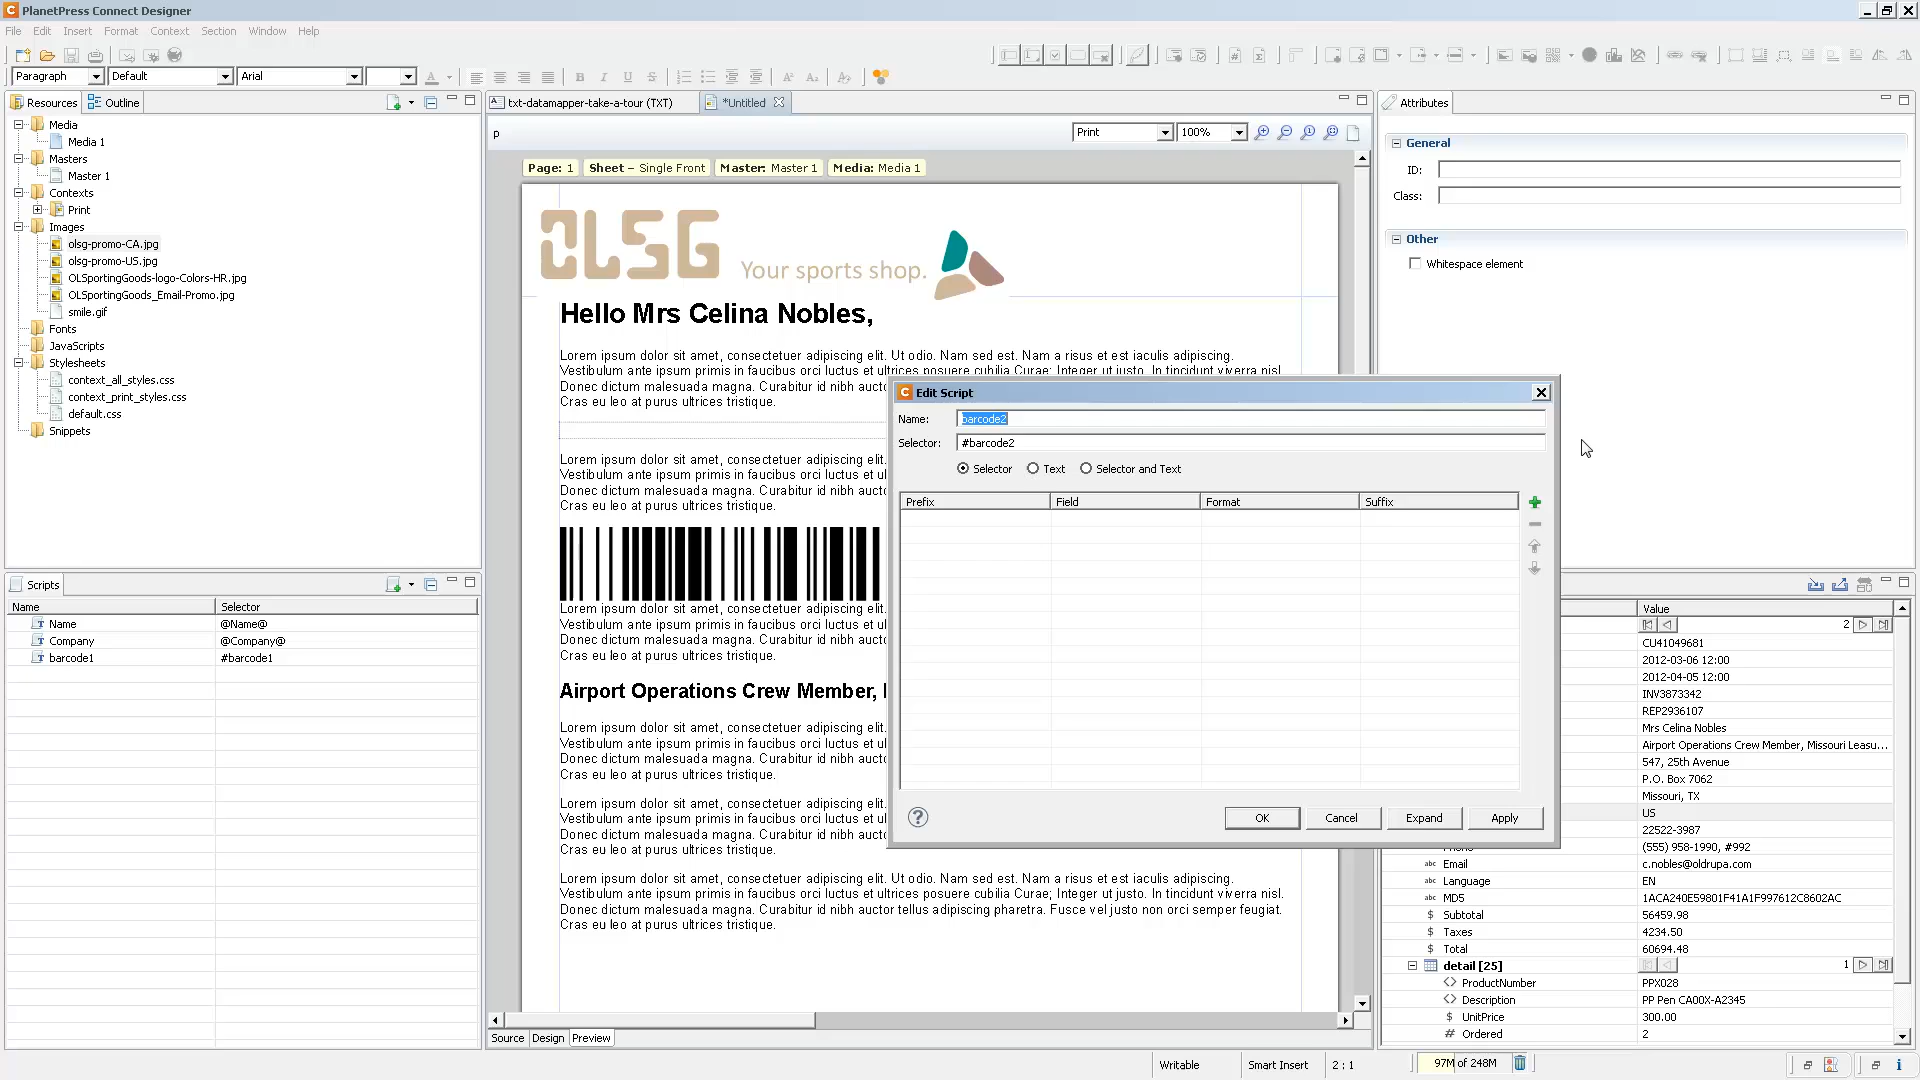 PlanetPress Connect Designer
File Edit Insert Format Context Section Window Help
Paragraph Default Arial
Resources Outline
Media
Media 1
Masters
Master 1
Contexts
Print
Images
olsg-promo-CA.jpg
olsg-promo-US.jpg
OLSportingGoods-logo-Colors-HR.jpg
OLSportingGoods_Email-Promo.jpg
smile.gif
Fonts
JavaScripts
Stylesheets
context_all_styles.css
context_print_styles.css
default.css
Snippets
Scripts
Name Selector
Name @Name@
Company @Company@
barcode1 #barcode1
txt-datamapper-take-a-tour (TXT) *Untitled
p Print 100%
Page: 1 Sheet – Single Front Master: Master 1 Media: Media 1
OLSG Your sports shop.
Hello Mrs Celina Nobles,
Lorem ipsum dolor sit amet, consectetuer adipiscing elit. Ut odio. Nam sed est. Nam a risus et est iaculis adipiscing.
Vestibulum ante ipsum primis in faucibus orci luctus et ultrices posuere cubilia Curae; Integer ut justo. In tincidunt viverra nisl.
Donec dictum malesuada magna. Curabitur id nibh aucto
Cras eu leo at purus ultrices tristique.
Lorem ipsum dolor sit amet, consectetuer adipiscing elit.
Vestibulum ante ipsum primis in faucibus orci luctus et ul
Donec dictum malesuada magna. Curabitur id nibh aucto
Cras eu leo at purus ultrices tristique.
Lorem ipsum dolor sit amet, consectetuer adipiscing elit.
Vestibulum ante ipsum primis in faucibus orci luctus et ul
Donec dictum malesuada magna. Curabitur id nibh aucto
Cras eu leo at purus ultrices tristique.
Airport Operations Crew Member,
Lorem ipsum dolor sit amet, consectetuer adipiscing elit.
Vestibulum ante ipsum primis in faucibus orci luctus et ul
Donec dictum malesuada magna. Curabitur id nibh aucto
Cras eu leo at purus ultrices tristique.
Lorem ipsum dolor sit amet, consectetuer adipiscing elit.
Vestibulum ante ipsum primis in faucibus orci luctus et ul
Donec dictum malesuada magna. Curabitur id nibh aucto
Cras eu leo at purus ultrices tristique.
Lorem ipsum dolor sit amet, consectetuer adipiscing elit. Ut odio. Nam sed est. Nam a risus et est iaculis adipiscing.
Vestibulum ante ipsum primis in faucibus orci luctus et ultrices posuere cubilia Curae; Integer ut justo. In tincidunt viverra nisl.
Donec dictum malesuada magna. Curabitur id nibh auctor tellus adipiscing pharetra. Fusce vel justo non orci semper feugiat.
Cras eu leo at purus ultrices tristique.
Source Design Preview
Edit Script
Name: barcode2
Selector: #barcode2
Selector Text Selector and Text
Prefix Field Format Suffix
OK Cancel Expand Apply
Attributes
General
ID:
Class:
Other
Whitespace element
Value
2
CU41049681
2012-03-06 12:00
2012-04-05 12:00
INV3873342
REP2936107
Mrs Celina Nobles
Airport Operations Crew Member, Missouri Leasu...
547, 25th Avenue
P.O. Box 7062
Missouri, TX
US
22522-3987
(555) 958-1990, #992
abc Email c.nobles@oldrupa.com
abc Language EN
abc MD5 1ACA240E59801F41A1F997612C8602AC
$ Subtotal 56459.98
$ Taxes 4234.50
$ Total 60694.48
detail [25] 1
ProductNumber PPX028
Description PP Pen CA00X-A2345
$ UnitPrice 300.00
# Ordered 2
Writable Smart Insert 2 : 1 97M of 248M